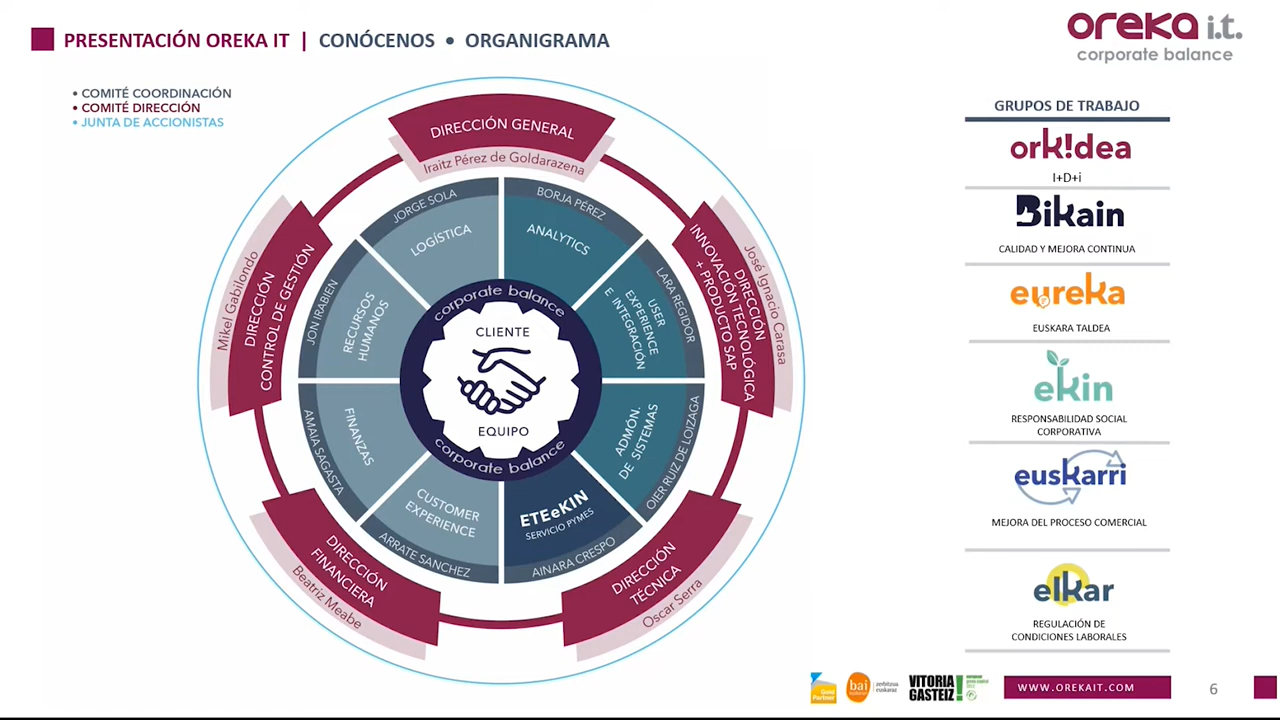 PRESENTACIÓN OREKA IT | CONÓCENOS • ORGANIGRAMA
oreka i.t.
corporate balance
• COMITÉ COORDINACIÓN
• COMITÉ DIRECCIÓN
• JUNTA DE ACCIONISTAS
DIRECCIÓN GENERAL
Iraitz Pérez de Goldarazena
DIRECCIÓN
INNOVACIÓN TECNOLÓGICA
+ PRODUCTO SAP
José Ignacio Carasa
DIRECCIÓN
TÉCNICA
Oscar Serra
DIRECCIÓN
FINANCIERA
Beatriz Meabe
DIRECCIÓN
CONTROL DE GESTIÓN
Mikel Gabilondo
JORGE SOLA
LOGÍSTICA
BORJA PÉREZ
ANALYTICS
LARA REGIDOR
USER
EXPERIENCE
E INTEGRACIÓN
OIER RUIZ DE LOIZAGA
ADMÓN.
DE SISTEMAS
ETEeKIN
SERVICIO PYMES
AINARA CRESPO
CUSTOMER
EXPERIENCE
ARRATE SANCHEZ
FINANZAS
AMAIA SAGASTA
RECURSOS
HUMANOS
JON IRABIEN
corporate balance
CLIENTE
EQUIPO
corporate balance
GRUPOS DE TRABAJO
ork!dea
I+D+i
Bikain
CALIDAD Y MEJORA CONTINUA
eureka
EUSKARA TALDEA
ekin
RESPONSABILIDAD SOCIAL
CORPORATIVA
euskarri
MEJORA DEL PROCESO COMERCIAL
elkar
REGULACIÓN DE
CONDICIONES LABORALES
Gold
Partner
bai
euskarari
zerbitzua
euskaraz
VITORIA
GASTEIZ
WWW.OREKAIT.COM
6